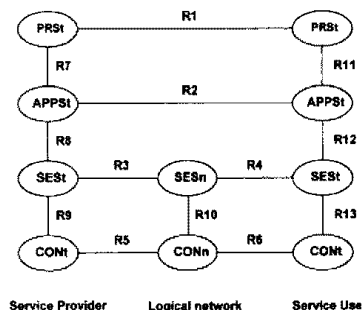 R1
PRSt PRSt
R7 R11
R2
APPSt APPSt
R8 R12
R3 R4
SESt SESn SESt
R9 R10 R13
R5 R6
CONt CONn CONt
Service Provider Logical network Service Use